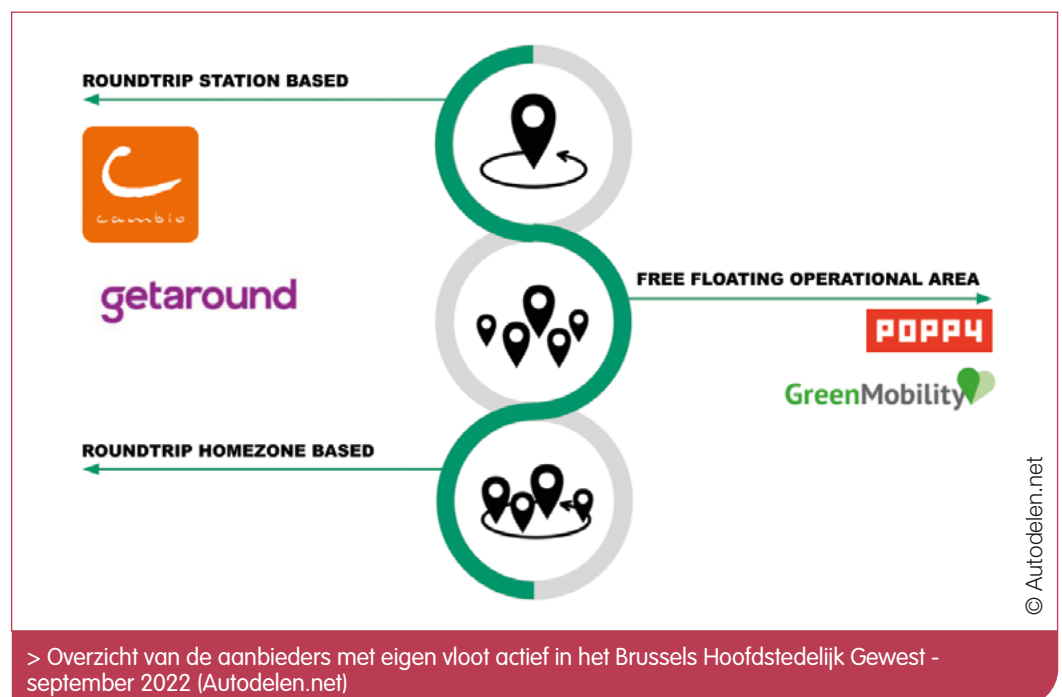 ROUNDTRIP STATION BASED
cambio
getaround
FREE FLOATING OPERATIONAL AREA
POPPY
GreenMobility
ROUNDTRIP HOMEZONE BASED
© Autodelen.net
> Overzicht van de aanbieders met eigen vloot actief in het Brussels Hoofdstedelijk Gewest -
september 2022 (Autodelen.net)